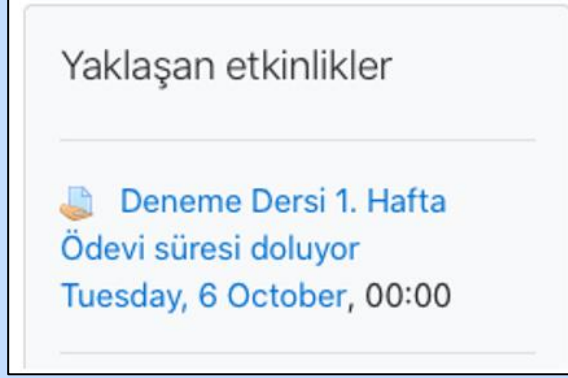 Yaklaşan etkinlikler
Deneme Dersi 1. Hafta
Ödevi süresi doluyor
Tuesday, 6 October, 00:00